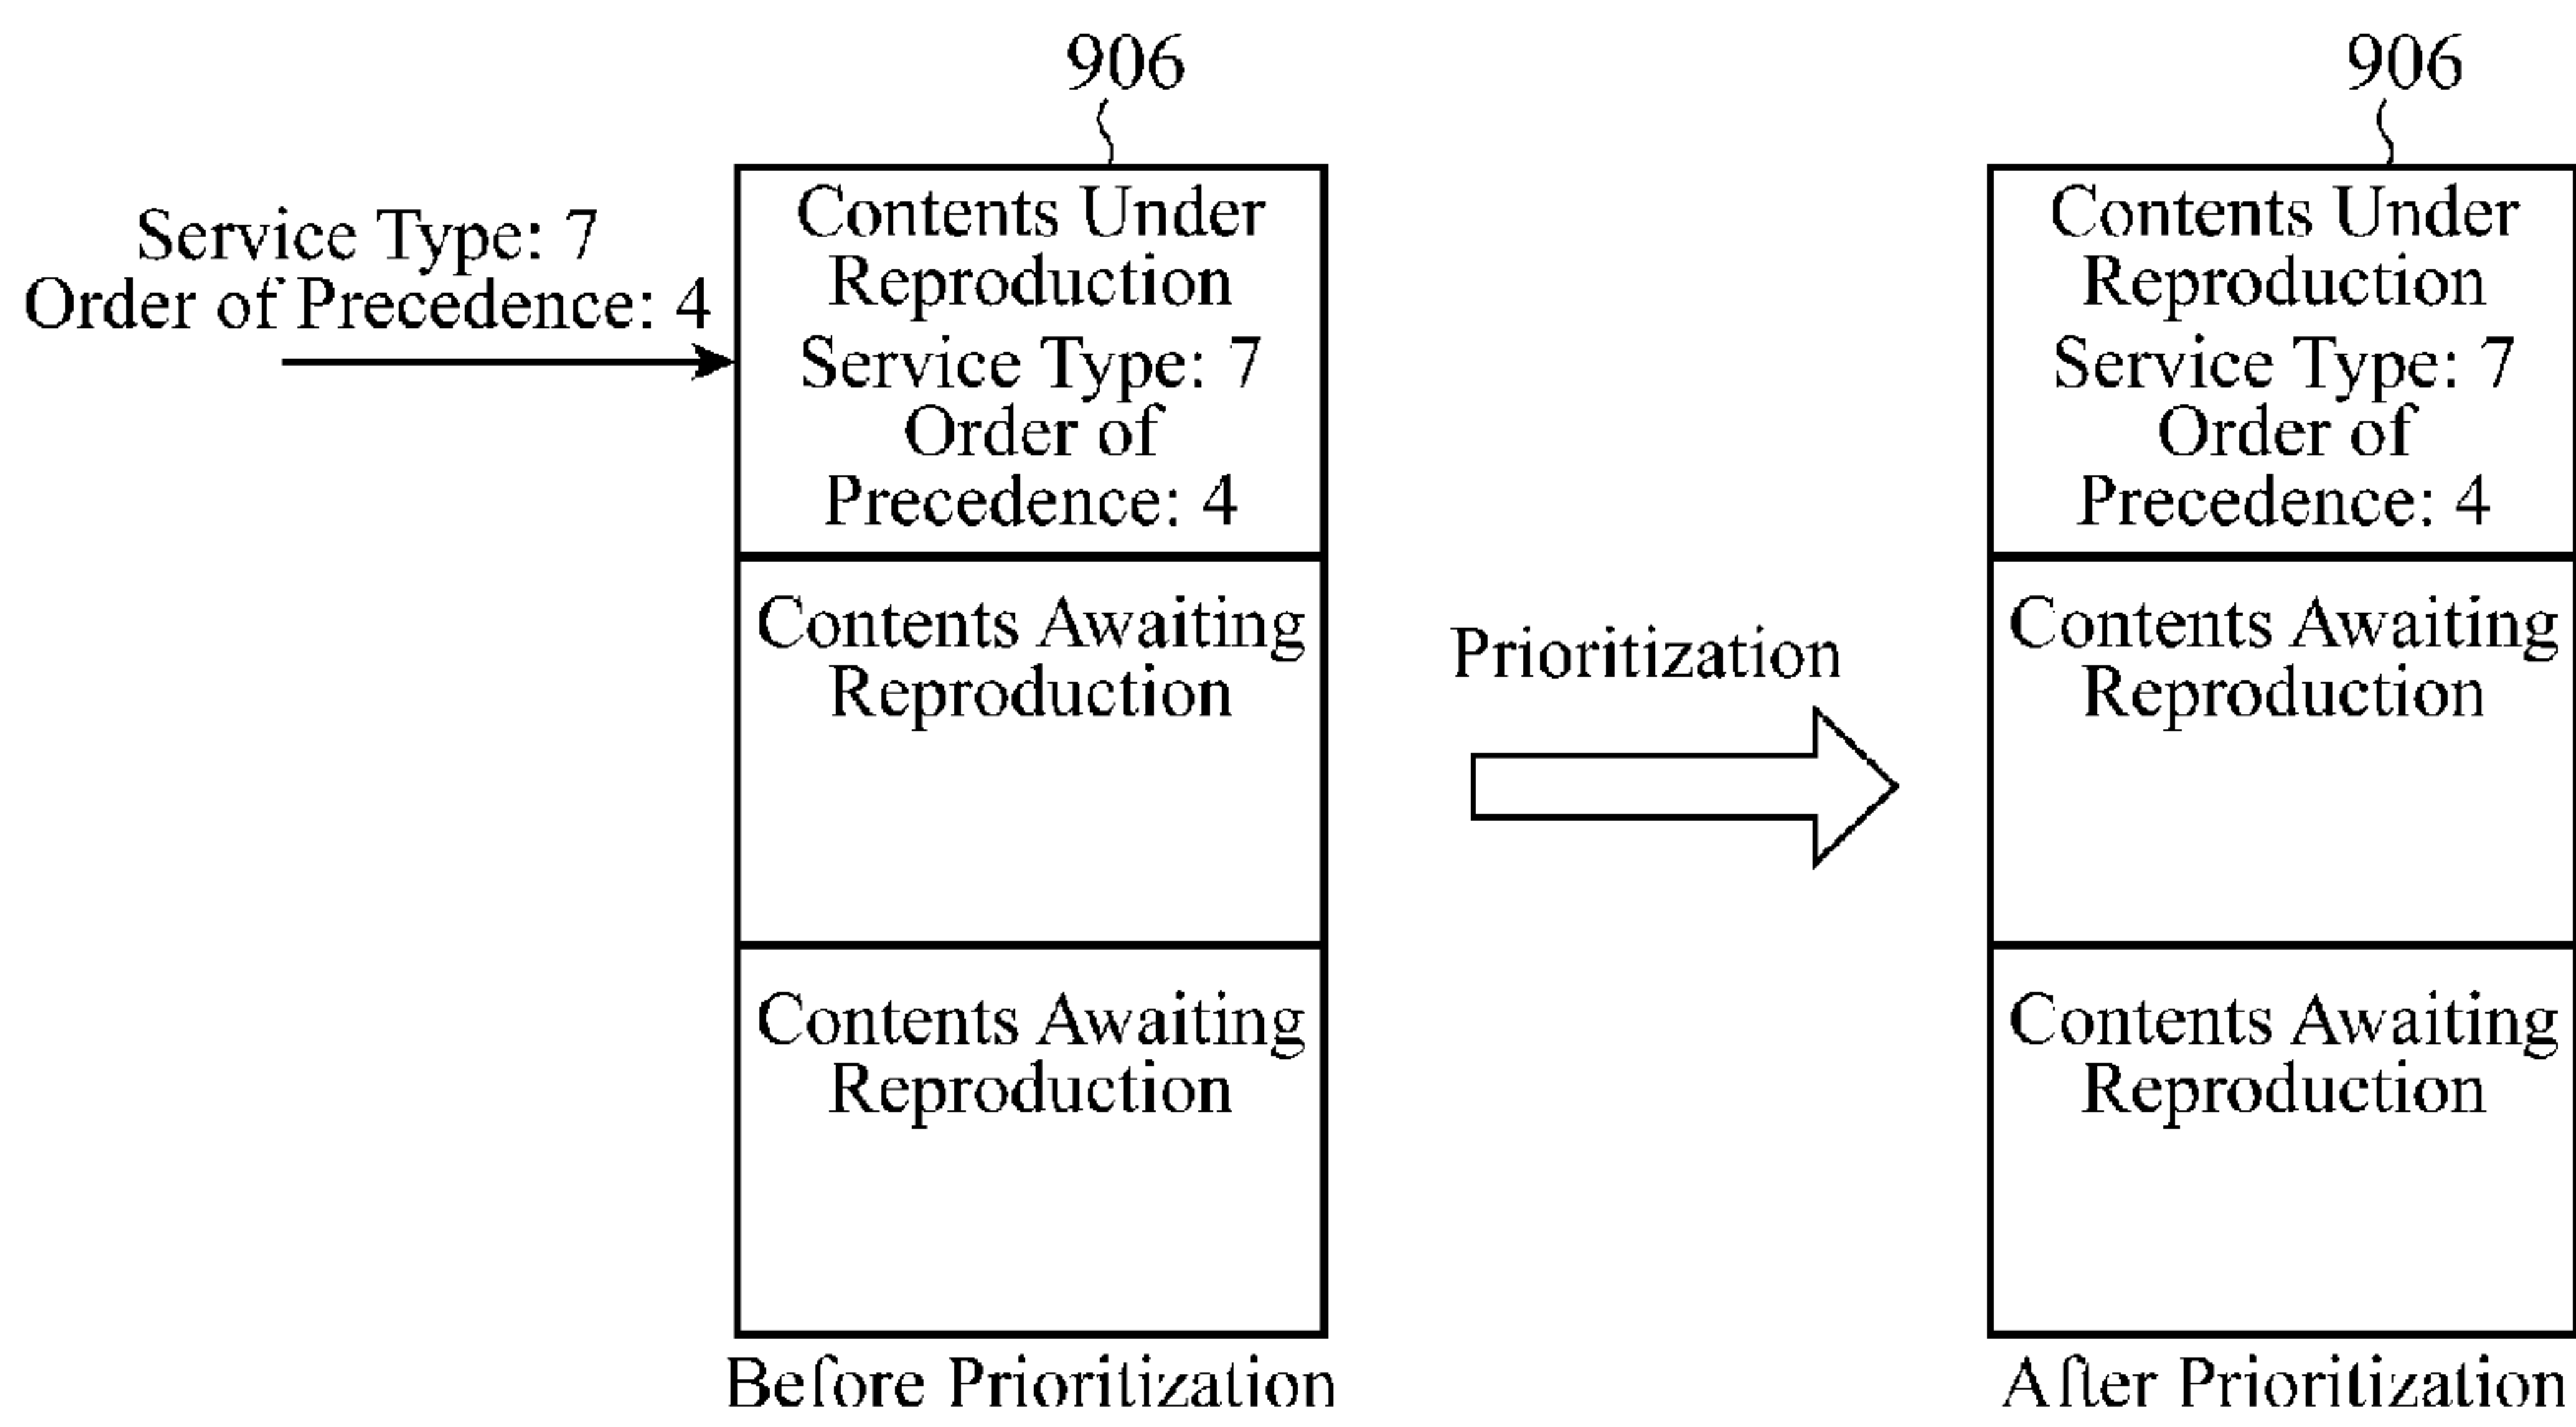 906
Service Type: 7
Order of Precedence: 4
Contents Under
Reproduction
Service Type: 7
Order of
Precedence: 4
Contents Awaiting
Reproduction
Contents Awaiting
Reproduction
Before Prioritization
Prioritization
906
Contents Under
Reproduction
Service Type: 7
Order of
Precedence: 4
Contents Awaiting
Reproduction
Contents Awaiting
Reproduction
After Prioritization